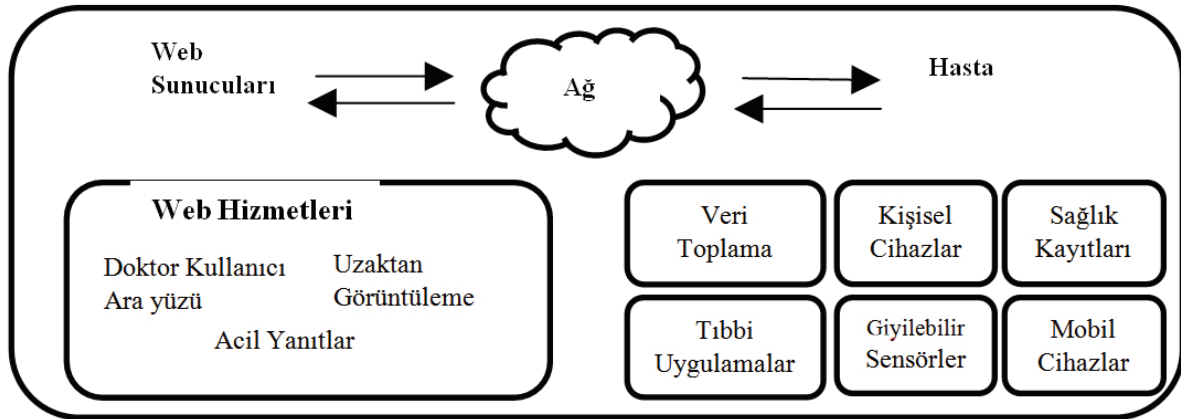 Web
Sunucuları
Ağ
Hasta
Web Hizmetleri
Doktor Kullanıcı
Ara yüzü
Uzaktan
Görüntüleme
Acil Yanıtlar
Veri
Toplama
Kişisel
Cihazlar
Sağlık
Kayıtları
Tıbbi
Uygulamalar
Giyilebilir
Sensörler
Mobil
Cihazlar